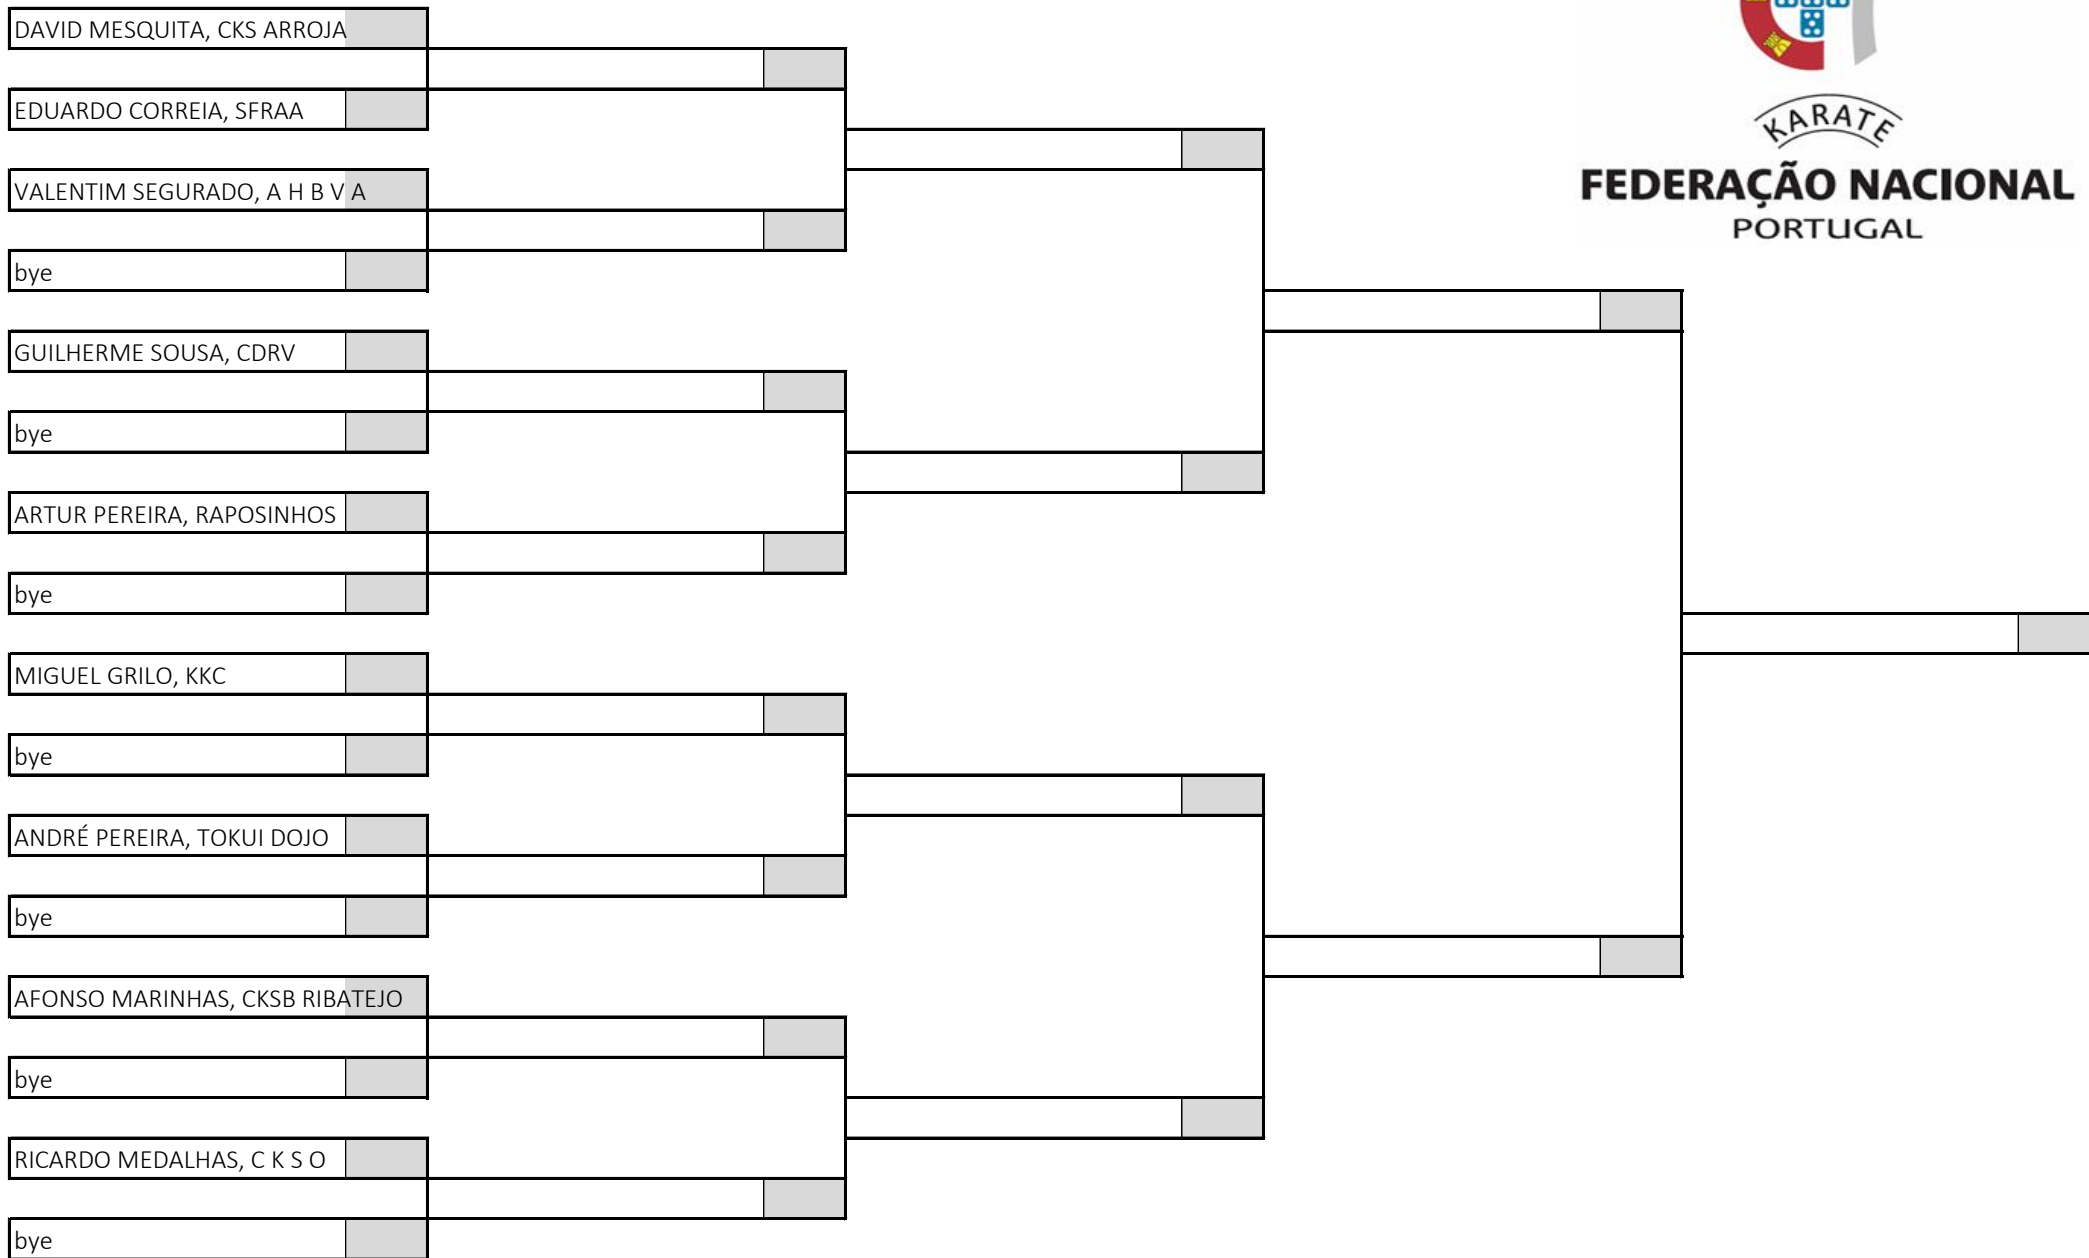 DAVID MESQUITA, CKS ARROJA
EDUARDO CORREIA, SFRAA
VALENTIM SEGURADO, A H B V A
bye
GUILHERME SOUSA, CDRV
bye
ARTUR PEREIRA, RAPOSINHOS
bye
MIGUEL GRILO, KKC
bye
ANDRÉ PEREIRA, TOKUI DOJO
bye
AFONSO MARINHAS, CKSB RIBATEJO
bye
RICARDO MEDALHAS, C K S O
bye
KARATE
FEDERAÇÃO NACIONAL
PORTUGAL